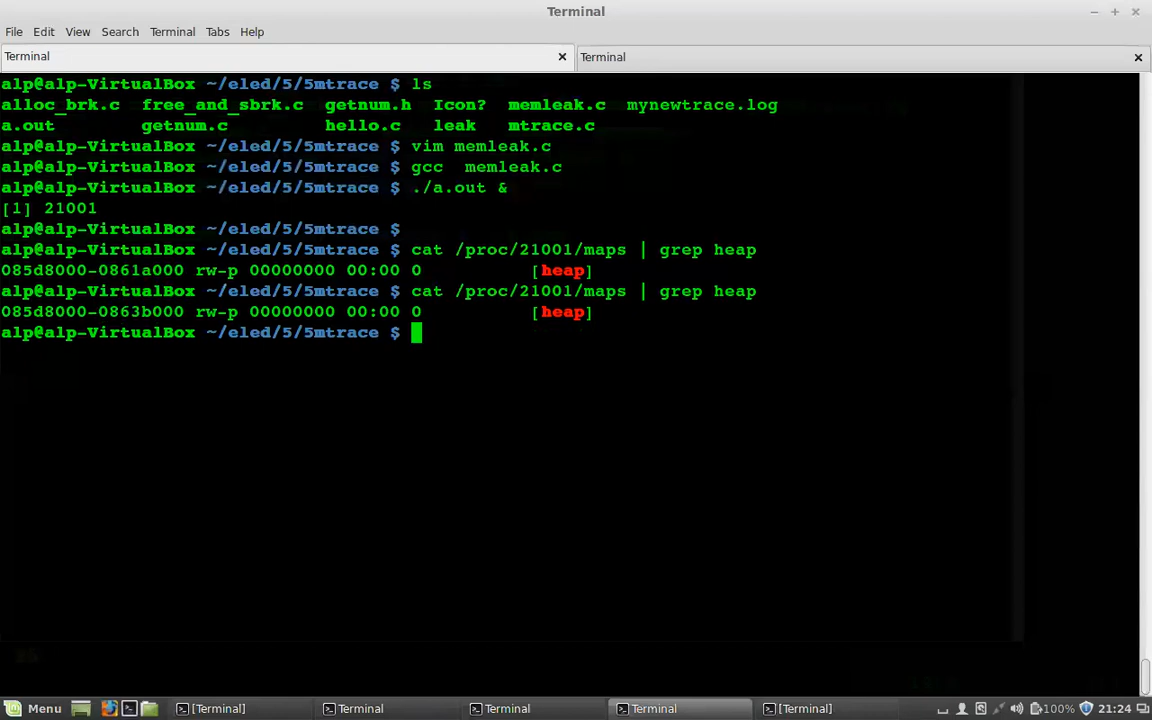 Terminal
File Edit View Search Terminal Tabs Help
Terminal Terminal
alp@alp-VirtualBox ~/eled/5/5mtrace $ ls
alloc_brk.c free_and_sbrk.c getnum.h Icon? memleak.c mynewtrace.log
a.out getnum.c hello.c leak mtrace.c
alp@alp-VirtualBox ~/eled/5/5mtrace $ vim memleak.c
alp@alp-VirtualBox ~/eled/5/5mtrace $ gcc memleak.c
alp@alp-VirtualBox ~/eled/5/5mtrace $ ./a.out &
[1] 21001
alp@alp-VirtualBox ~/eled/5/5mtrace $
alp@alp-VirtualBox ~/eled/5/5mtrace $ cat /proc/21001/maps | grep heap
085d8000-0861a000 rw-p 00000000 00:00 0 [heap]
alp@alp-VirtualBox ~/eled/5/5mtrace $ cat /proc/21001/maps | grep heap
085d8000-0863b000 rw-p 00000000 00:00 0 [heap]
alp@alp-VirtualBox ~/eled/5/5mtrace $
Menu [Terminal] Terminal Terminal Terminal [Terminal] 100% 21:24